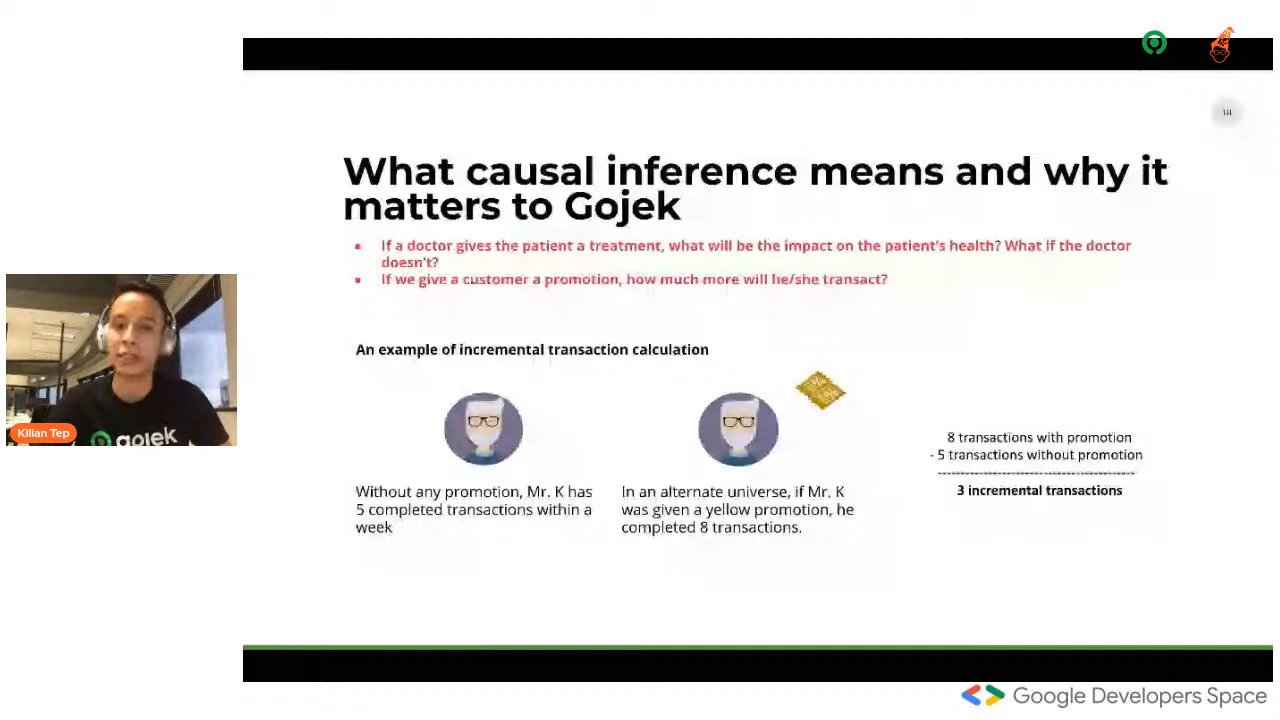 What causal inference means and why it
matters to Gojek
If a doctor gives the patient a treatment, what will be the impact on the patient's health? What if the doctor
doesn't?
If we give a customer a promotion, how much more will he/she transact?
An example of incremental transaction calculation
Without any promotion, Mr. K has
5 completed transactions within a
week
In an alternate universe, if Mr. K
was given a yellow promotion, he
completed 8 transactions.
8 transactions with promotion
- 5 transactions without promotion
3 incremental transactions
gojek
Kilian Tep
Google Developers Space